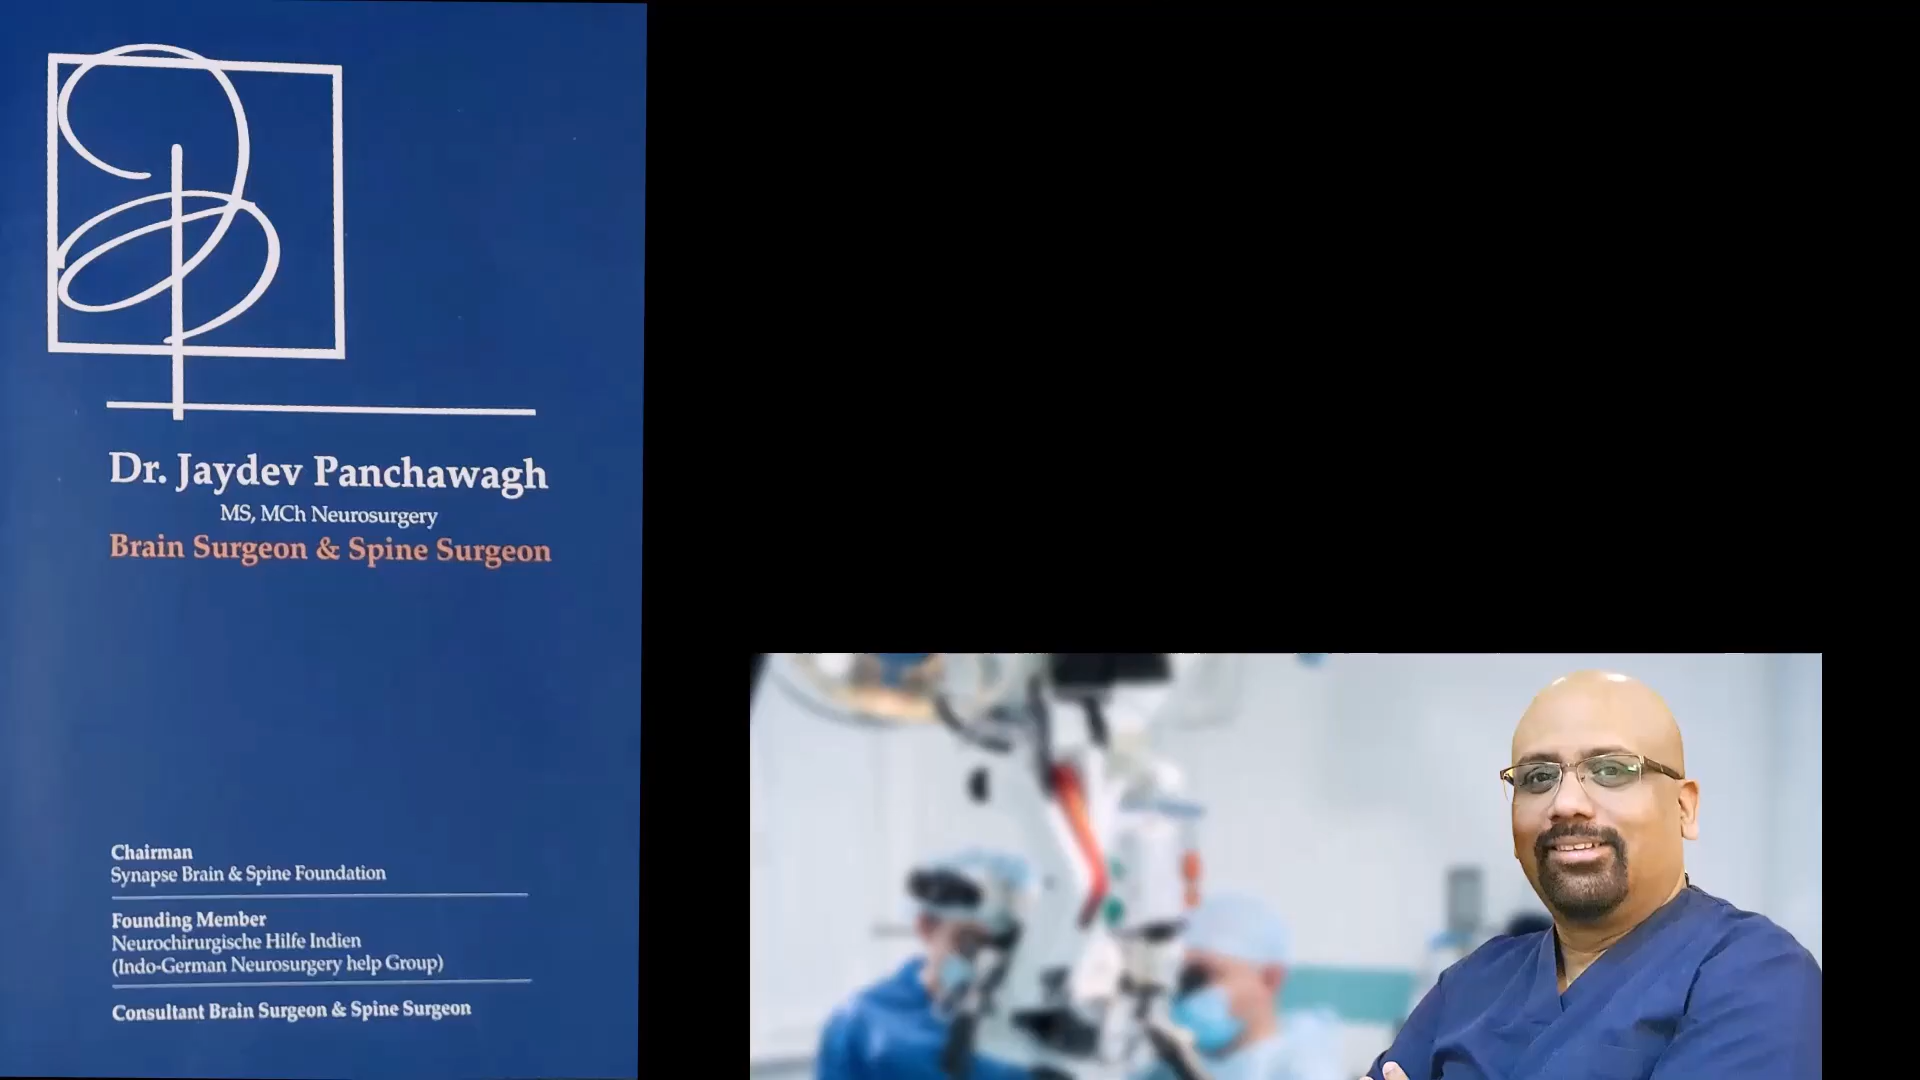 Dr. Jaydev Panchawagh
MS, MCh Neurosurgery
Brain Surgeon & Spine Surgeon
Chairman
Synapse Brain & Spine Foundation
Founding Member
Neurochirurgische Hilfe Indien
(Indo-German Neurosurgery help Group)
Consultant Brain Surgeon & Spine Surgeon